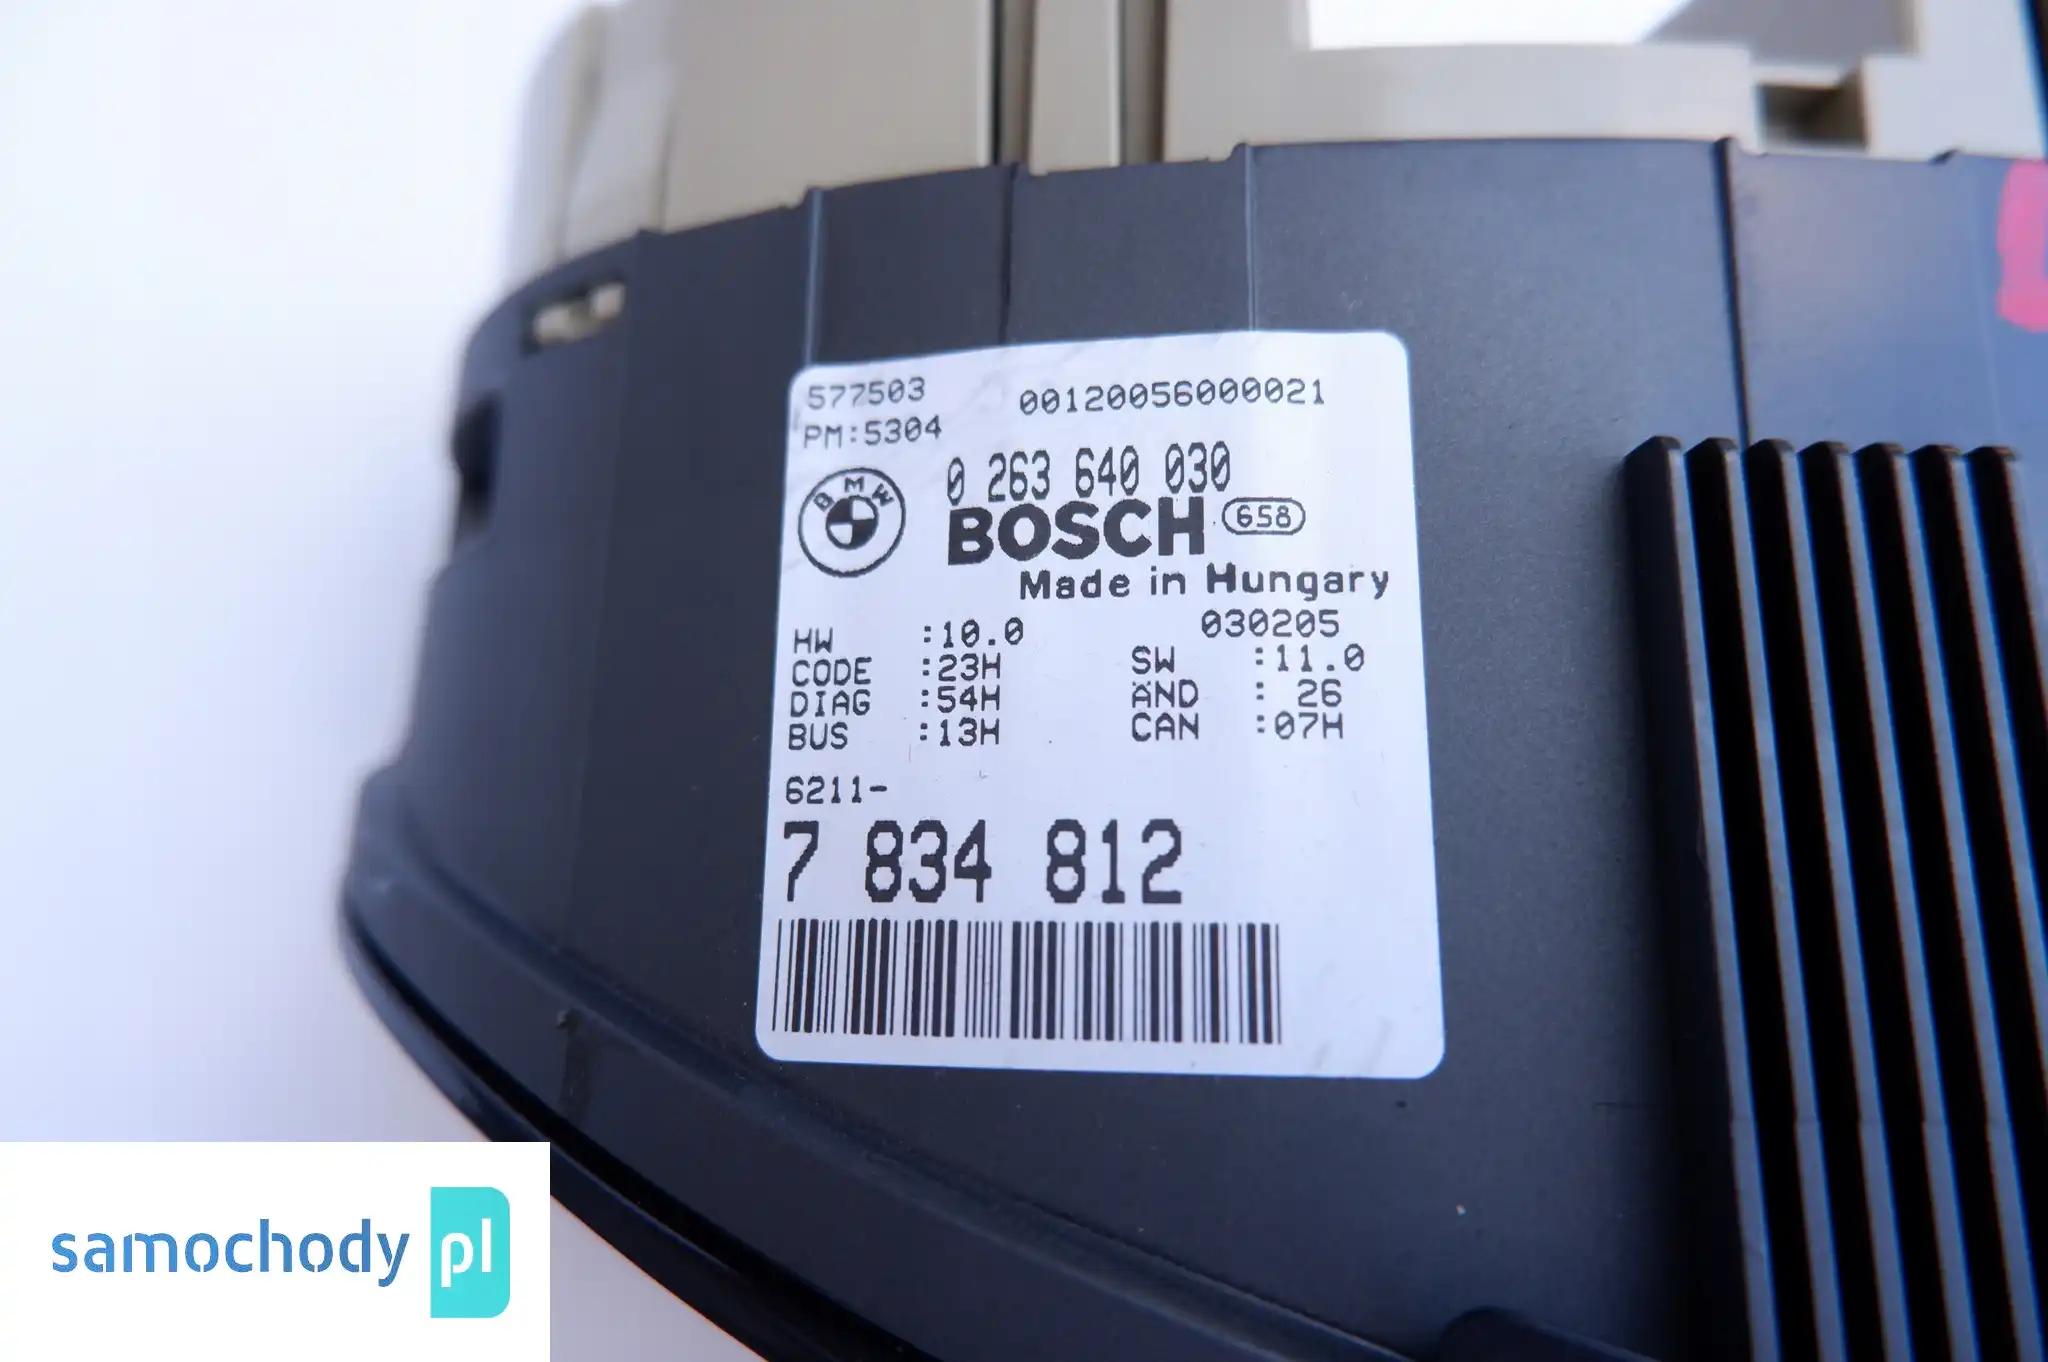 577503 00120056000021
PM:5304
BMW
0 263 640 030
BOSCH 658
Made in Hungary
HW :10.0 030205
CODE :23H SW :11.0
DIAG :54H ÄND : 26
BUS :13H CAN :07H
6211-
7 834 812
samochody pl